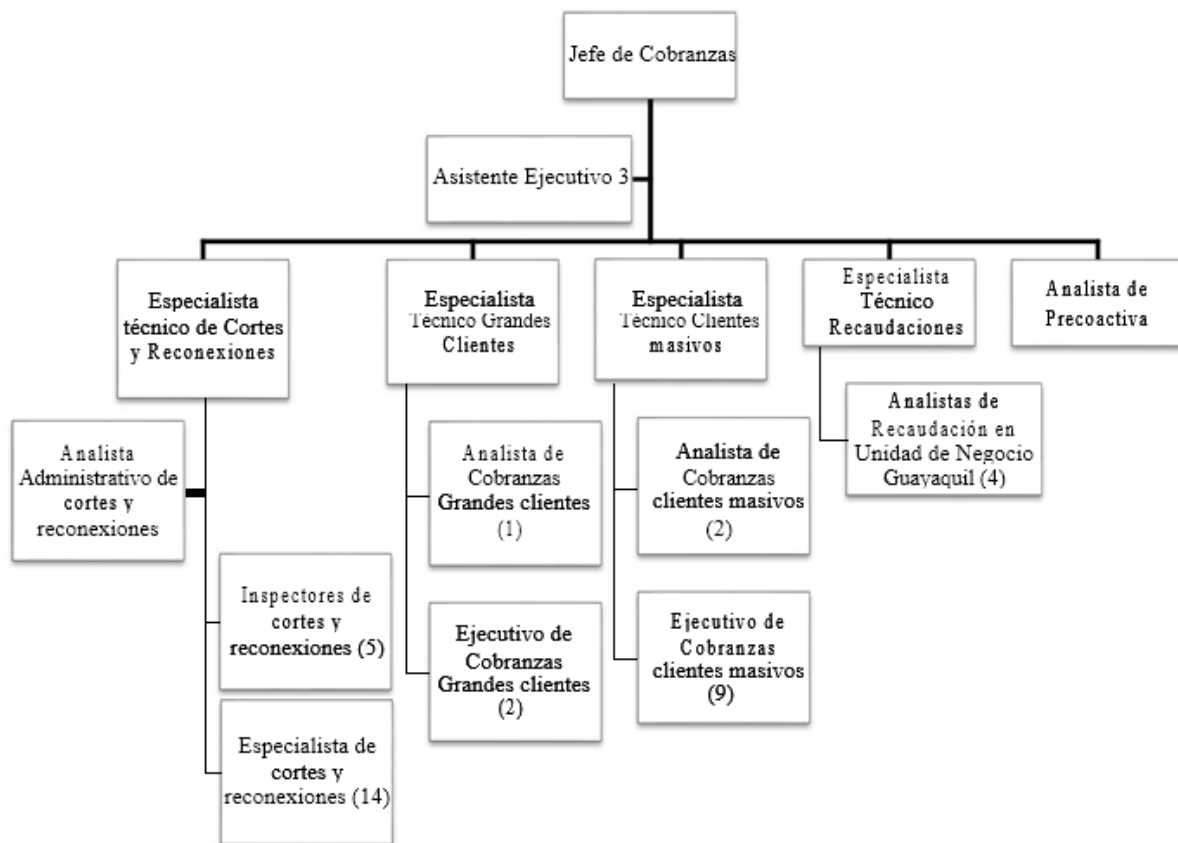 Jefe de Cobranzas
Asistente Ejecutivo 3
Especialista
técnico de Cortes
y Reconexiones
Especialista
Técnico Grandes
Clientes
Especialista
Técnico Clientes
masivos
Especialista
Técnico
Recaudaciones
Analista de
Precoactiva
Analista
Administrativo de
cortes y
reconexiones
Analista de
Cobranzas
Grandes clientes
(1)
Analista de
Cobranzas
clientes masivos
(2)
Analistas de
Recaudación en
Unidad de Negocio
Guayaquil (4)
Inspectores de
cortes y
reconexiones (5)
Ejecutivo de
Cobranzas
Grandes clientes
(2)
Ejecutivo de
Cobranzas
clientes masivos
(9)
Especialista de
cortes y
reconexiones (14)